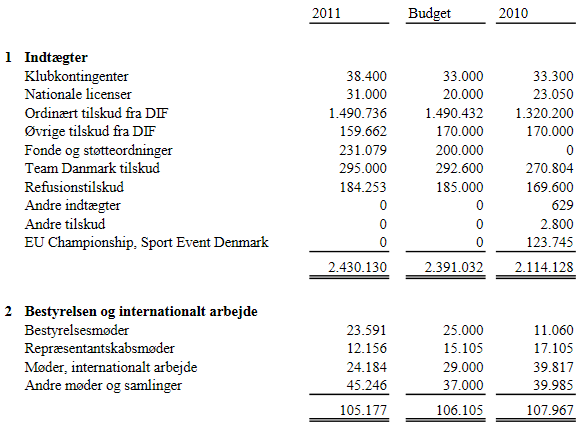 2011 Budget 2010
1 Indtægter
Klubkontingenter 38.400 33.000 33.300
Nationale licenser 31.000 20.000 23.050
Ordinært tilskud fra DIF 1.490.736 1.490.432 1.320.200
Øvrige tilskud fra DIF 159.662 170.000 170.000
Fonde og støtteordninger 231.079 200.000 0
Team Danmark tilskud 295.000 292.600 270.804
Refusionstilskud 184.253 185.000 169.600
Andre indtægter 0 0 629
Andre tilskud 0 0 2.800
EU Championship, Sport Event Denmark 0 0 123.745
2.430.130 2.391.032 2.114.128
2 Bestyrelsen og internationalt arbejde
Bestyrelsesmøder 23.591 25.000 11.060
Repræsentantskabsmøder 12.156 15.105 17.105
Møder, internationalt arbejde 24.184 29.000 39.817
Andre møder og samlinger 45.246 37.000 39.985
105.177 106.105 107.967